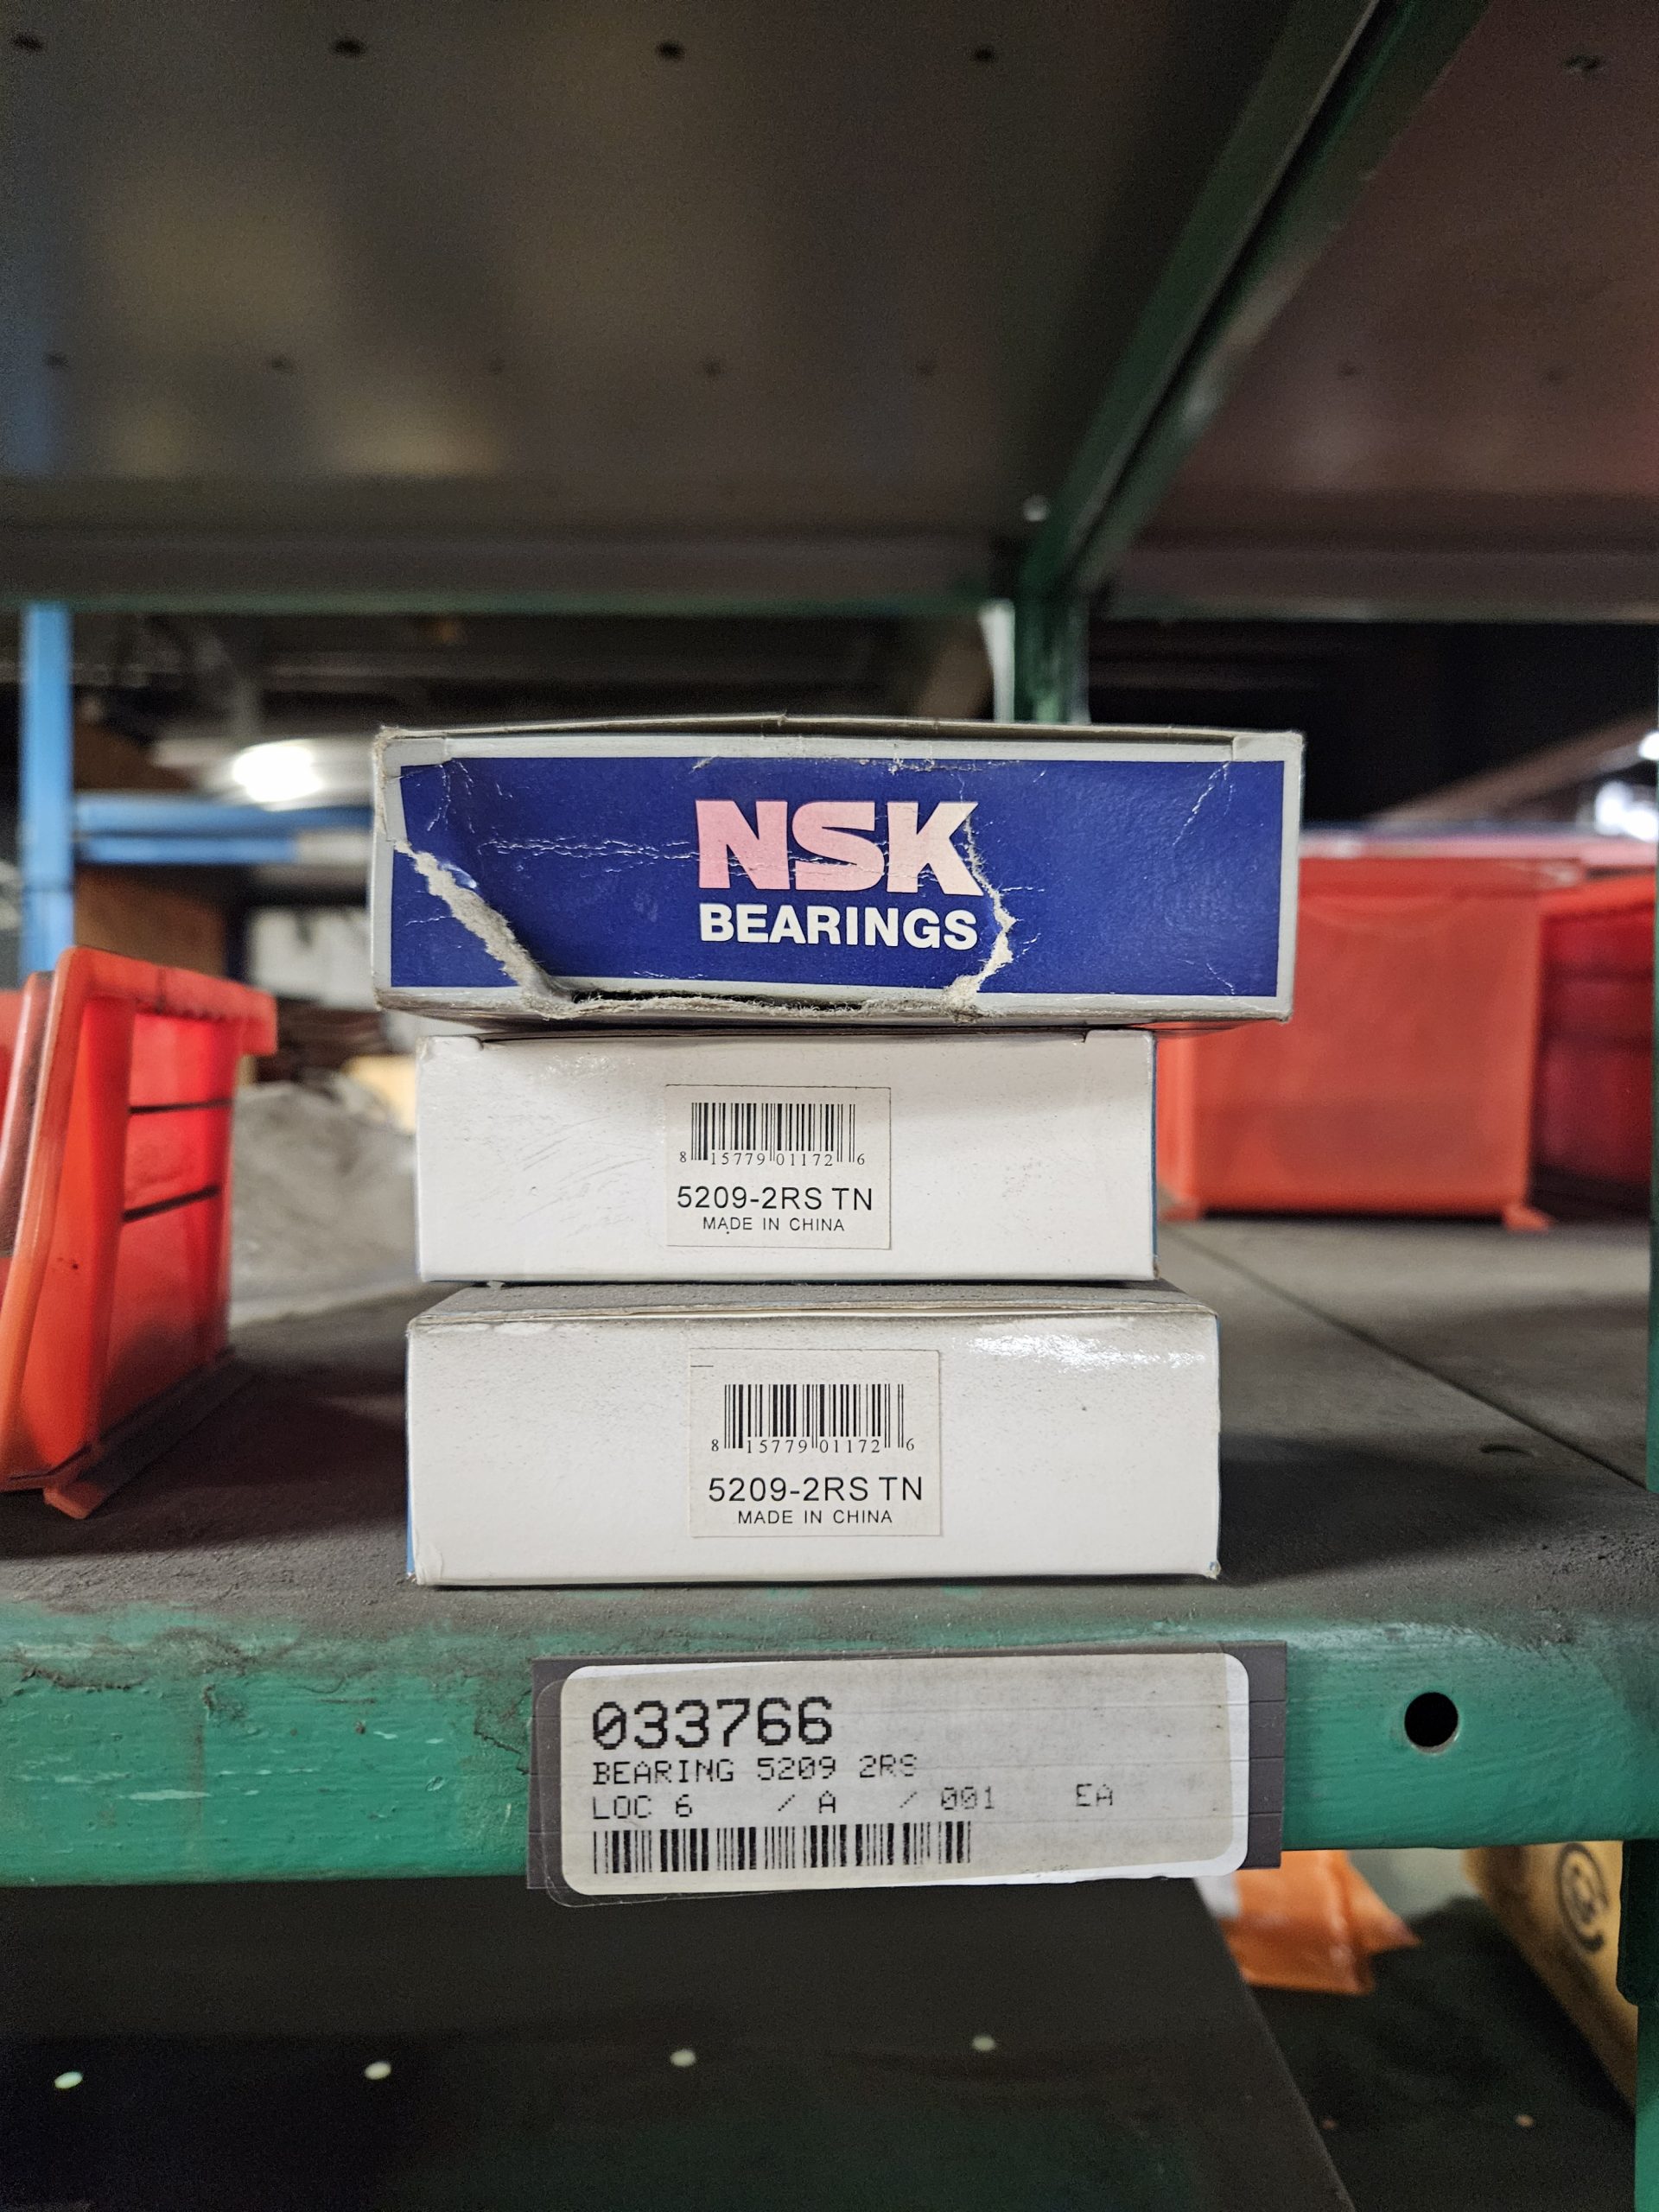 NSK
BEARINGS
8 15779 01172 6
5209-2RS TN
MADE IN CHINA
8 15779 01172 6
5209-2RS TN
MADE IN CHINA
033766
BEARING 5209 2RS
LOC 6 / A / 001 EA
@